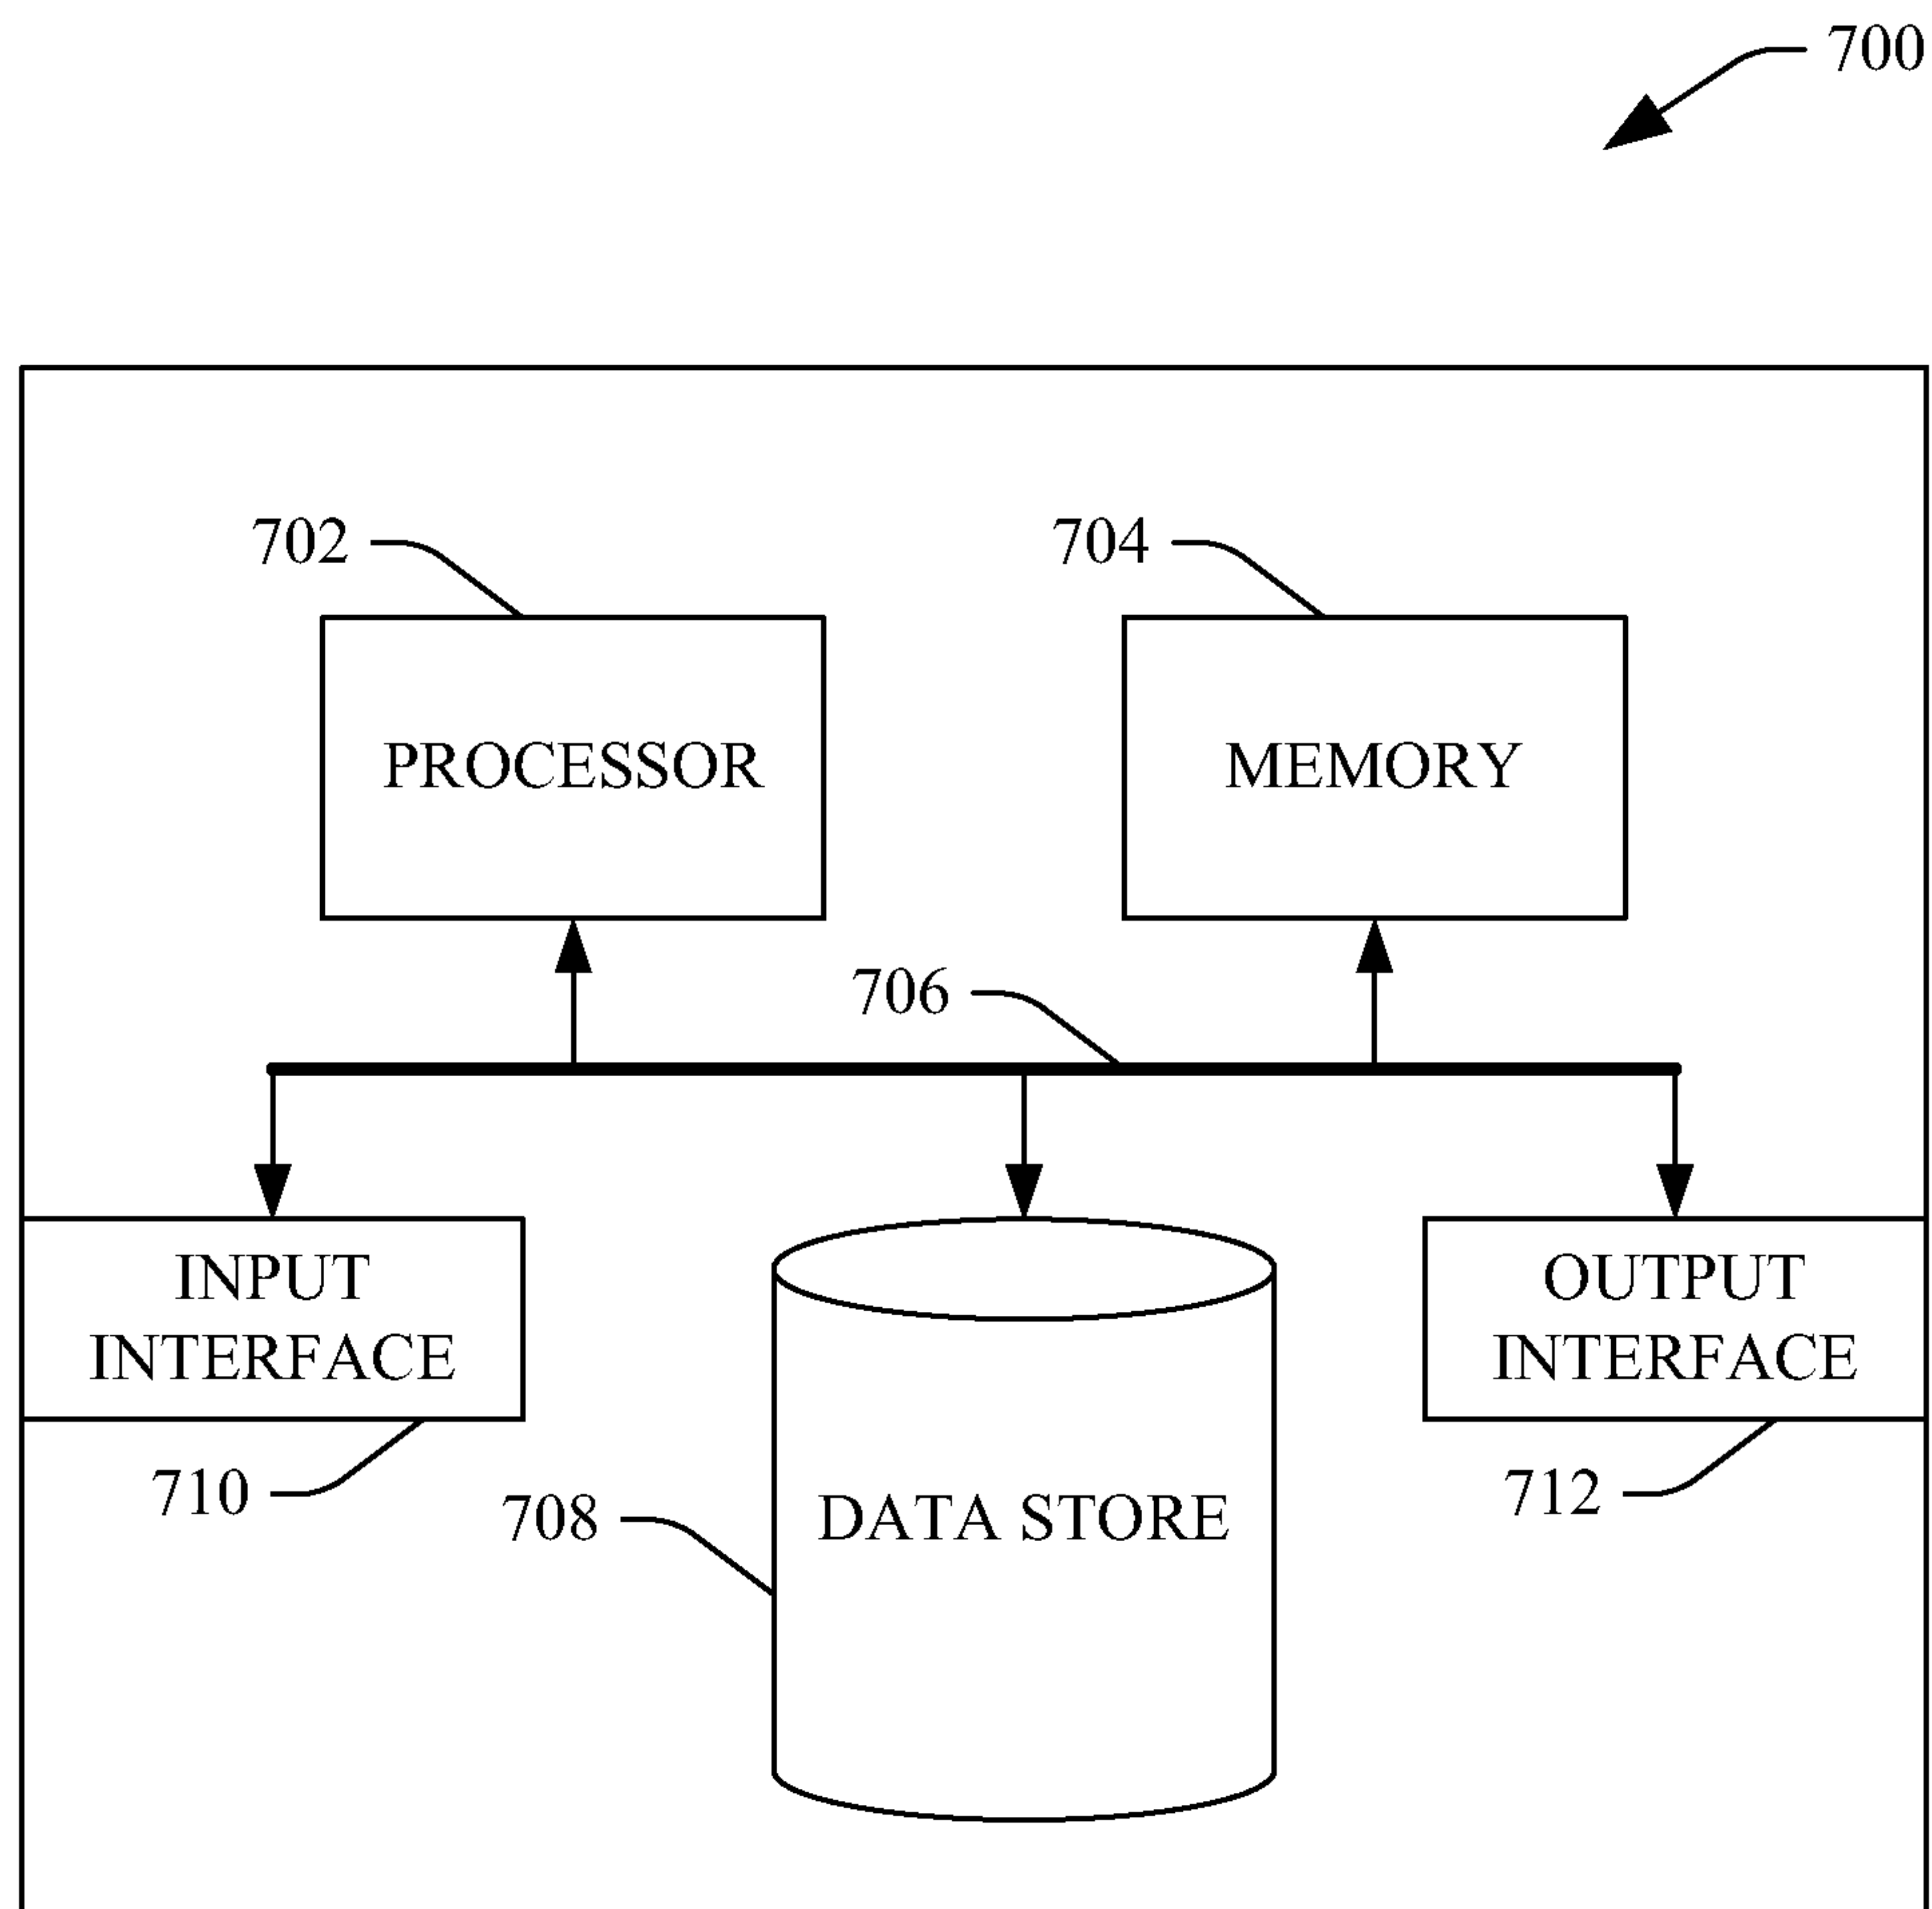 700
702
704
PROCESSOR
MEMORY
706
INPUT
INTERFACE
OUTPUT
INTERFACE
710
708
DATA STORE
712